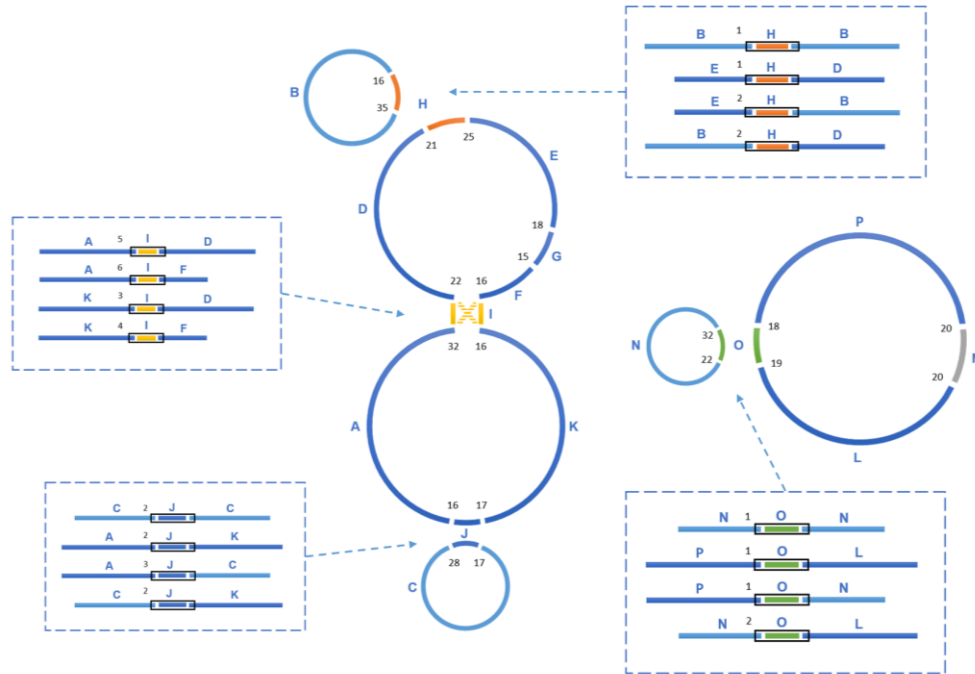 B 1 H B
E 1 H D
E 2 H B
B 2 H D
B
16
35
H
21
25
E
D
18
G
15
F
22
16
I
32
16
A 5 I D
A 6 I F
K 3 I D
K 4 I F
P
18
20
N
32
O
22
19
20
L
A
K
16
17
J
28
17
C
C 2 J C
A 2 J K
A 3 J C
C 2 J K
N 1 O N
P 1 O L
P 1 O N
N 2 O L